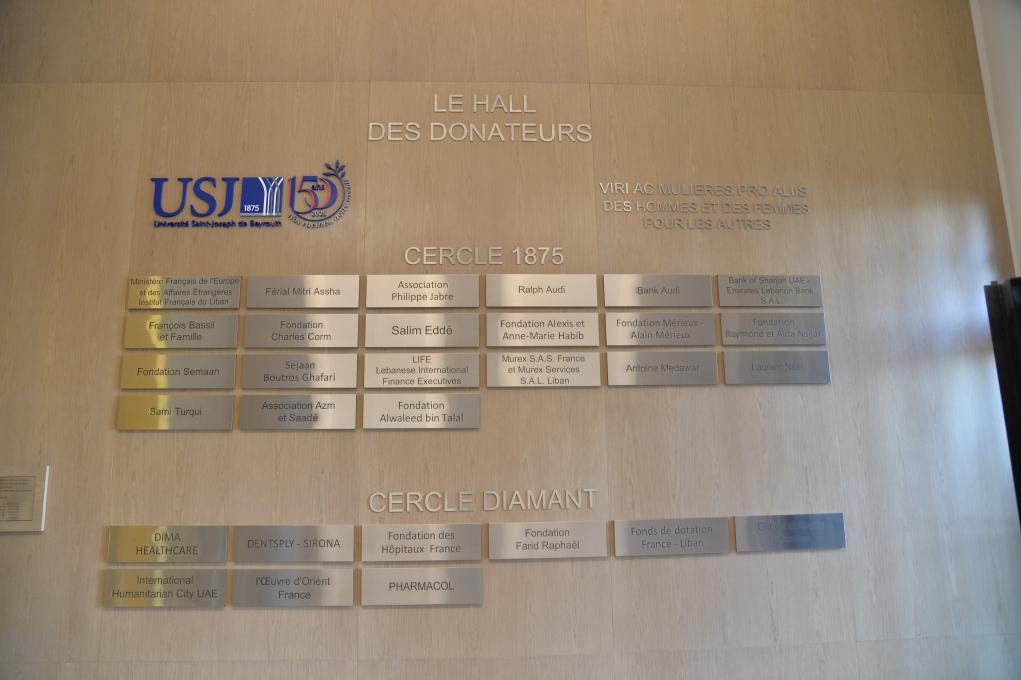 LE HALL
DES DONATEURS
USJ
1875
150
2025
Université Saint-Joseph de Beyrouth
VIRI AC MULIERES PRO ALIIS
DES HOMMES ET DES FEMMES
POUR LES AUTRES
CERCLE 1875
Ministère Français de l'Europe
et des Affaires Étrangères
Institut Français du Liban
Férial Mitri Assha
Association
Philippe Jabre
Ralph Audi
Bank Audi
Bank of Sharjah UAE -
Emirates Lebanon Bank
S.A.L.
François Bassil
et Famille
Fondation
Charles Corm
Salim Eddé
Fondation Alexis et
Anne-Marie Habib
Fondation Mérieux -
Alain Mérieux
Fondation
Raymond et Aïda Najjar
Fondation Semaan
Sejaan
Boutros Ghafari
LIFE
Lebanese International
Finance Executives
Murex S.A.S. France
et Murex Services
S.A.L. Liban
Antoine Medawar
Laurent Néel
Sami Turqui
Association Azm
et Saadé
Fondation
Alwaleed bin Talal
CERCLE DIAMANT
DIMA
HEALTHCARE
DENTSPLY - SIRONA
Fondation des
Hôpitaux France
Fondation
Farid Raphaël
Fonds de dotation
France - Liban
International
Humanitarian City UAE
l'Œuvre d'Orient
France
PHARMACOL